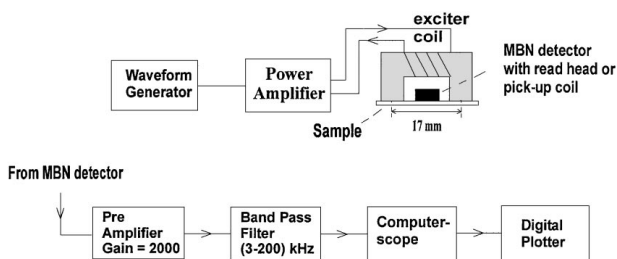 exciter
coil
Waveform
Generator
Power
Amplifier
MBN detector
with read head or
pick-up coil
Sample
17 mm
From MBN detector
Pre
Amplifier
Gain = 2000
Band Pass
Filter
(3-200) kHz
Computer-
scope
Digital
Plotter